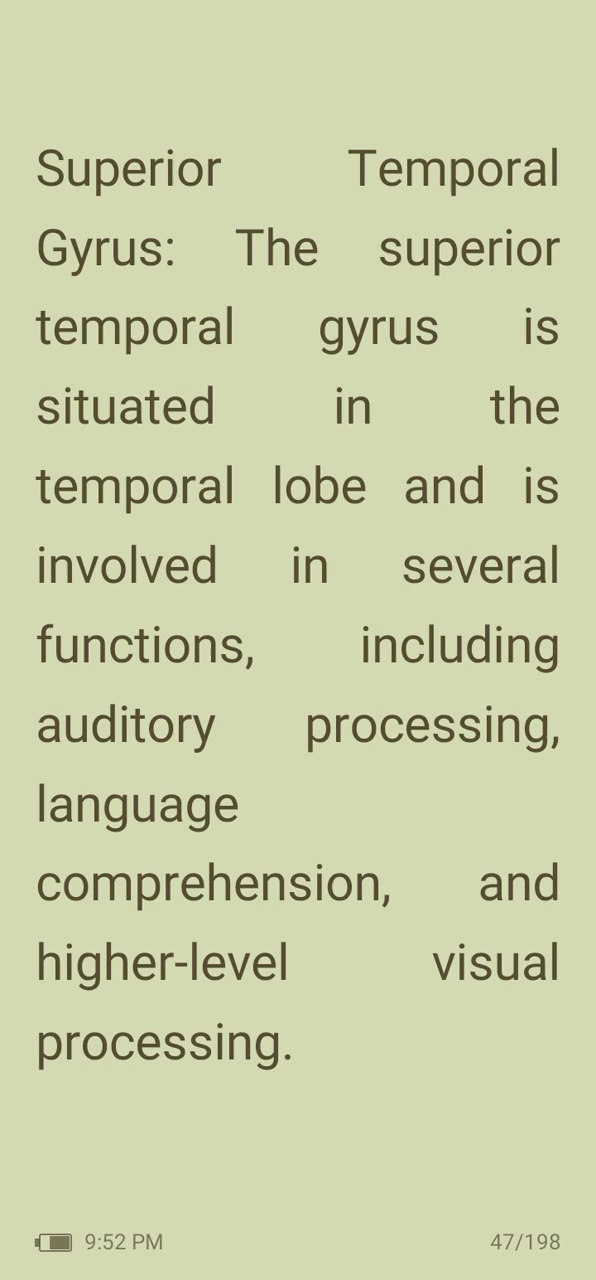 Superior Temporal
Gyrus: The superior
temporal gyrus is
situated in the
temporal lobe and is
involved in several
functions, including
auditory processing,
language
comprehension, and
higher-level visual
processing.
9:52 PM 47/198